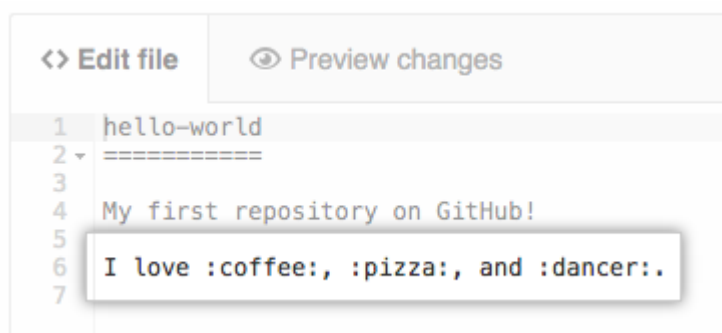 <> Edit file
Preview changes
1 hello-world
2 ===========
3
4 My first repository on GitHub!
5
6 I love :coffee:, :pizza:, and :dancer:.
7